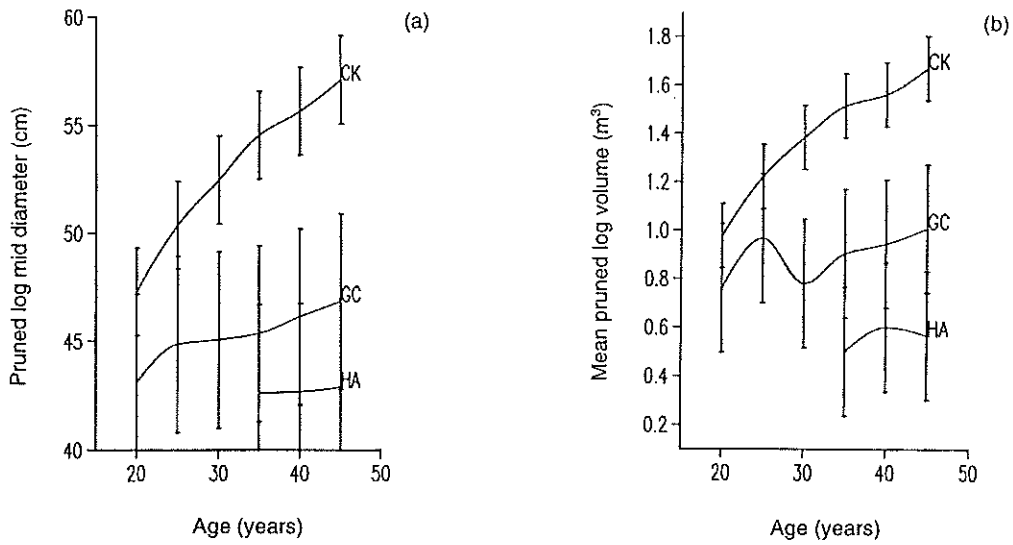 (a)
60
55
50
45
40
Pruned log mid diameter (cm)
CK
GC
HA
20 30 40 50
Age (years)
(b)
1.8
1.6
1.4
1.2
1.0
0.8
0.6
0.4
0.2
Mean pruned log volume (m³)
CK
GC
HA
20 30 40 50
Age (years)